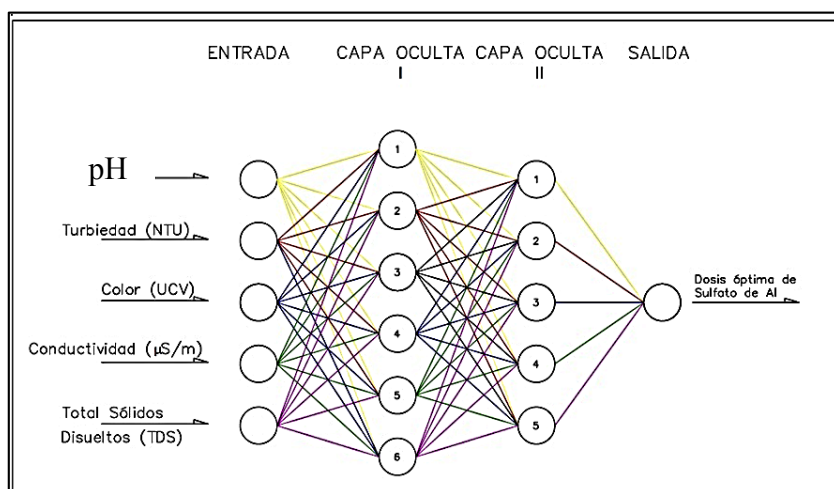 ENTRADA CAPA OCULTA CAPA OCULTA SALIDA
I II
pH
Turbiedad (NTU)
Color (UCV)
Conductividad (μS/m)
Total Sólidos
Disueltos (TDS)
1
2
3
4
5
6
1
2
3
4
5
Dosis óptima de
Sulfato de Al